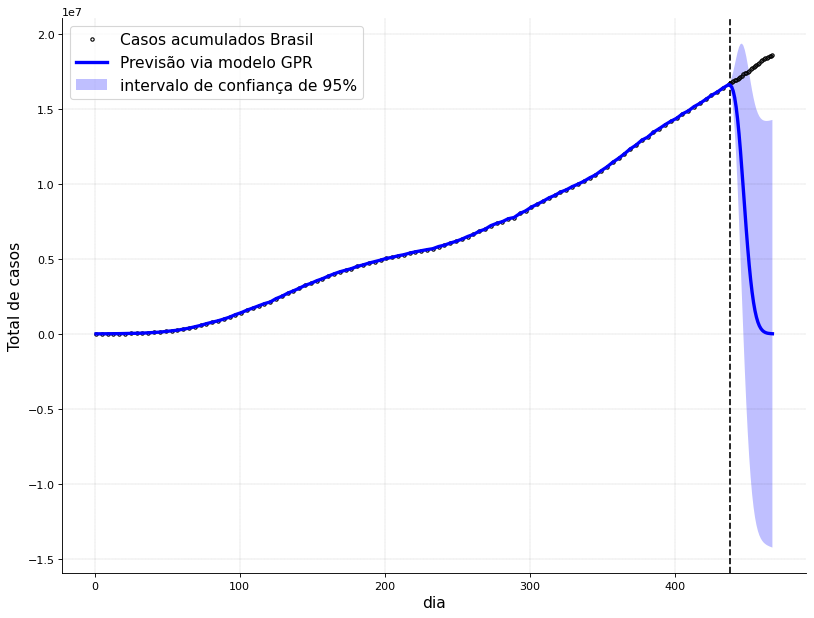 1e7
Casos acumulados Brasil
Previsão via modelo GPR
intervalo de confiança de 95%
2.0
1.5
1.0
0.5
0.0
−0.5
−1.0
−1.5
Total de casos
0 100 200 300 400
dia